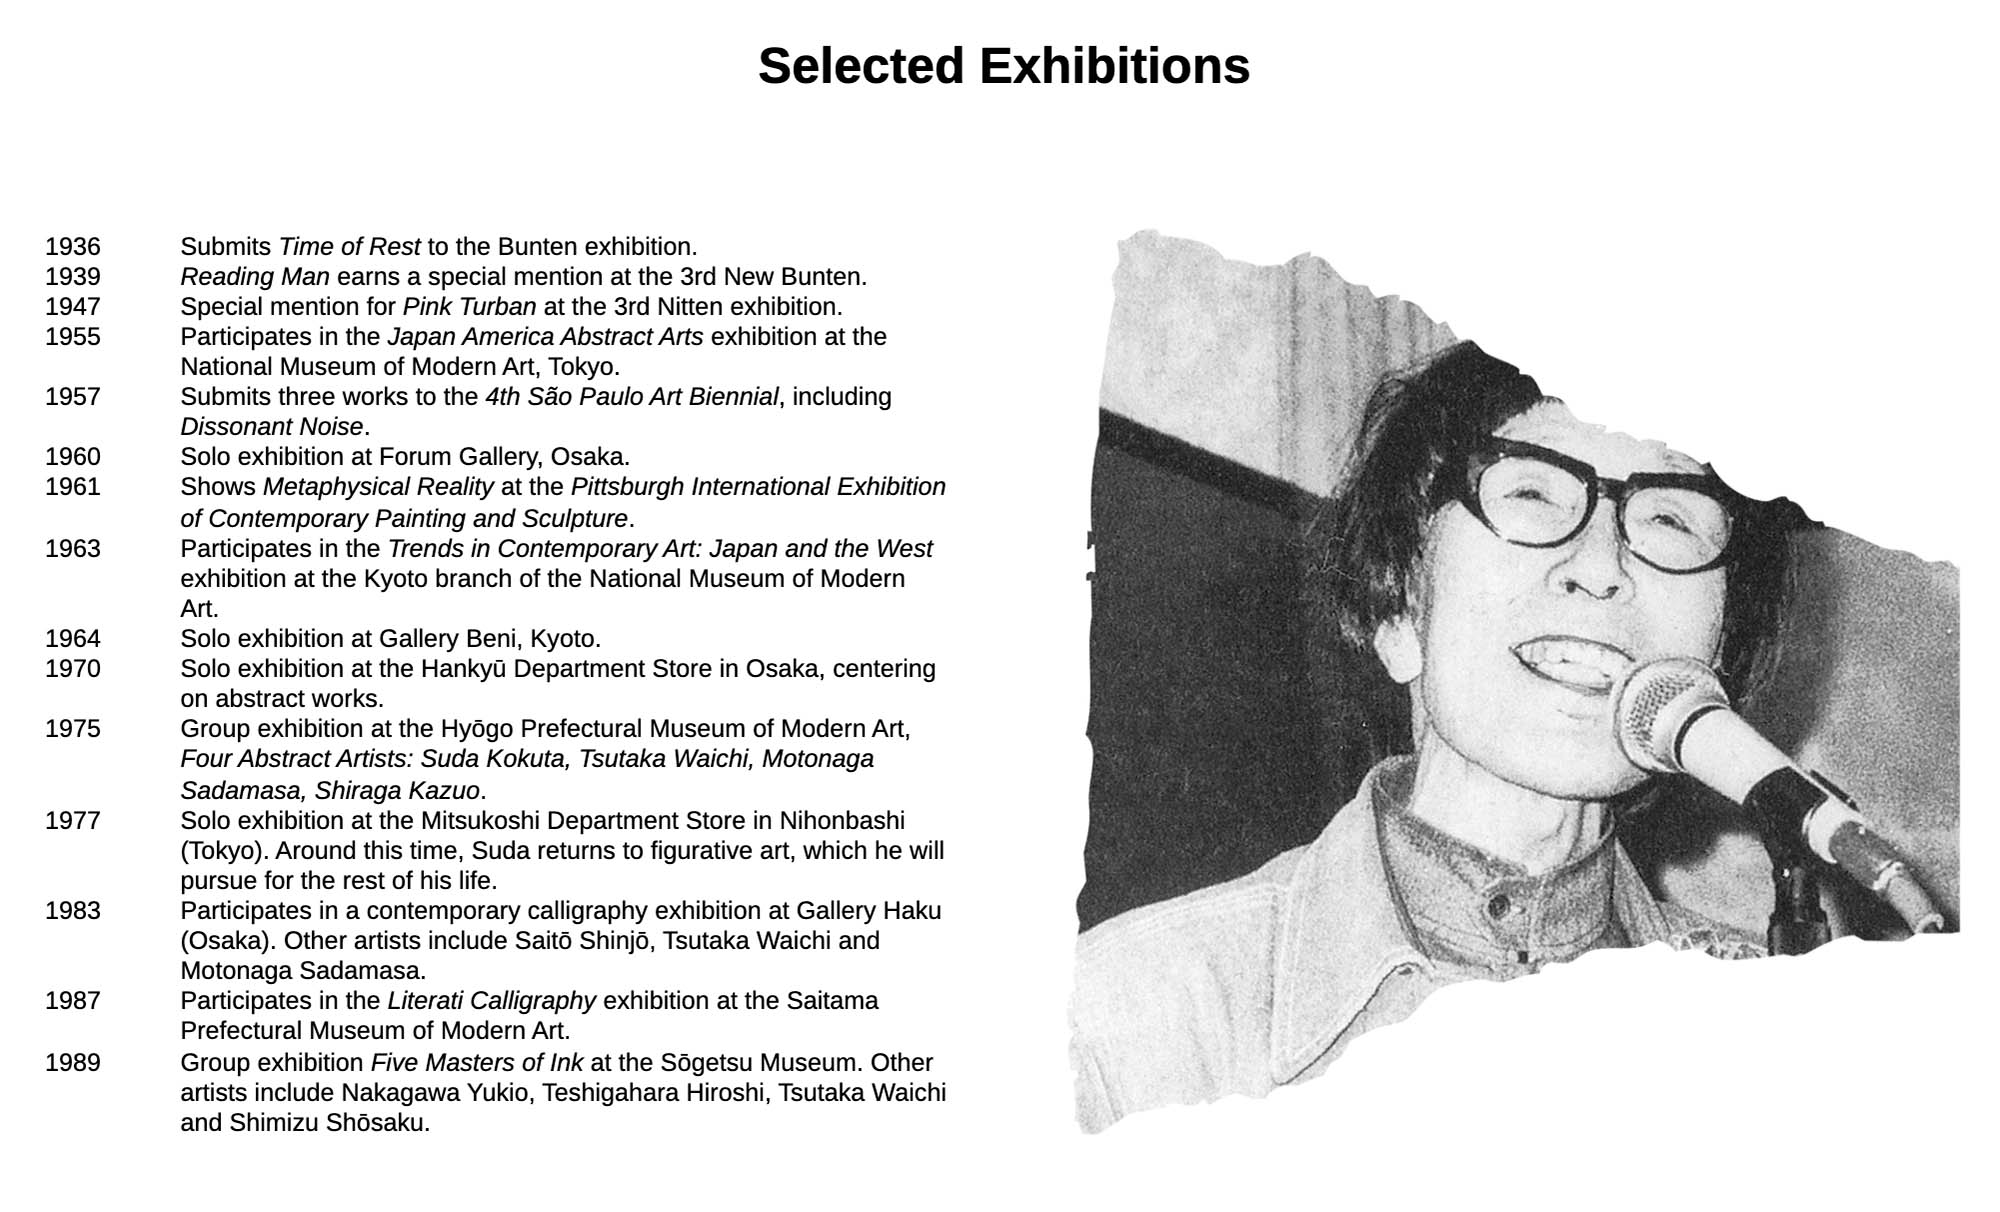 Selected Exhibitions
1936 Submits Time of Rest to the Bunten exhibition.
1939 Reading Man earns a special mention at the 3rd New Bunten.
1947 Special mention for Pink Turban at the 3rd Nitten exhibition.
1955 Participates in the Japan America Abstract Arts exhibition at the
National Museum of Modern Art, Tokyo.
1957 Submits three works to the 4th São Paulo Art Biennial, including
Dissonant Noise.
1960 Solo exhibition at Forum Gallery, Osaka.
1961 Shows Metaphysical Reality at the Pittsburgh International Exhibition
of Contemporary Painting and Sculpture.
1963 Participates in the Trends in Contemporary Art: Japan and the West
exhibition at the Kyoto branch of the National Museum of Modern
Art.
1964 Solo exhibition at Gallery Beni, Kyoto.
1970 Solo exhibition at the Hankyū Department Store in Osaka, centering
on abstract works.
1975 Group exhibition at the Hyōgo Prefectural Museum of Modern Art,
Four Abstract Artists: Suda Kokuta, Tsutaka Waichi, Motonaga
Sadamasa, Shiraga Kazuo.
1977 Solo exhibition at the Mitsukoshi Department Store in Nihonbashi
(Tokyo). Around this time, Suda returns to figurative art, which he will
pursue for the rest of his life.
1983 Participates in a contemporary calligraphy exhibition at Gallery Haku
(Osaka). Other artists include Saitō Shinjō, Tsutaka Waichi and
Motonaga Sadamasa.
1987 Participates in the Literati Calligraphy exhibition at the Saitama
Prefectural Museum of Modern Art.
1989 Group exhibition Five Masters of Ink at the Sōgetsu Museum. Other
artists include Nakagawa Yukio, Teshigahara Hiroshi, Tsutaka Waichi
and Shimizu Shōsaku.